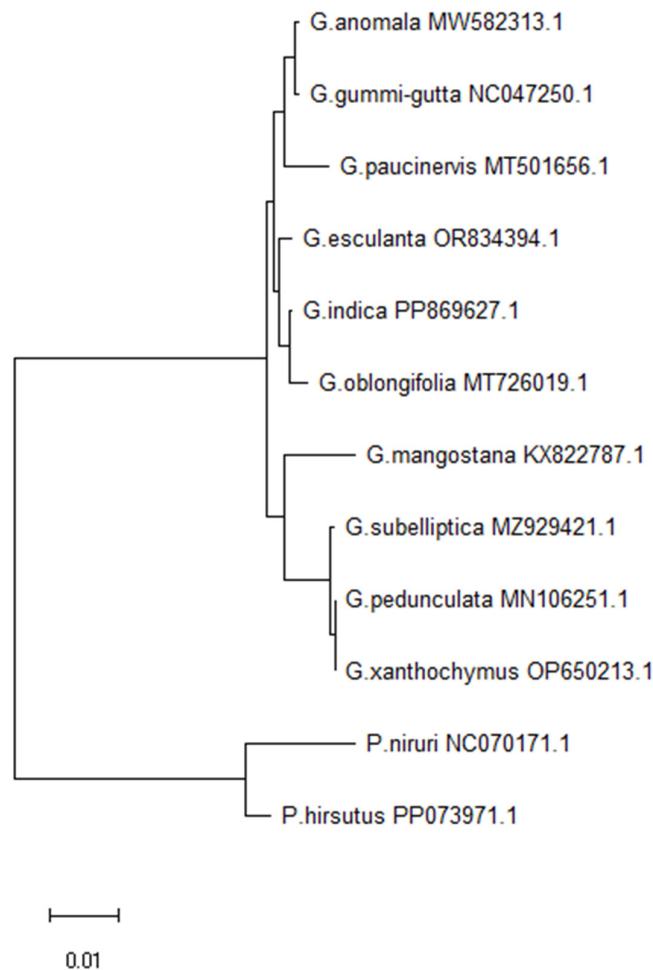 G.anomala MW582313.1
G.gummi-gutta NC047250.1
G.paucinervis MT501656.1
G.esculanta OR834394.1
G.indica PP869627.1
G.oblongifolia MT726019.1
G.mangostana KX822787.1
G.subelliptica MZ929421.1
G.pedunculata MN106251.1
G.xanthochymus OP650213.1
P.niruri NC070171.1
P.hirsutus PP073971.1
0.01